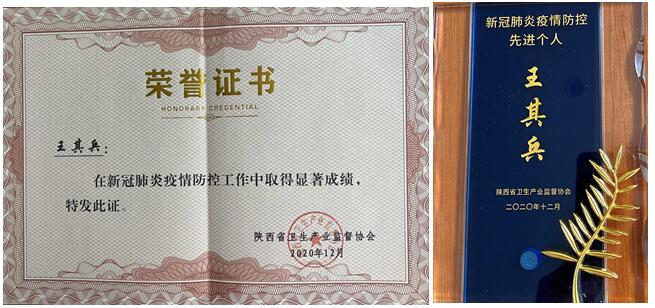 荣誉证书
HONORARY CREDENTIAL
王其兵：
在新冠肺炎疫情防控工作中取得显著成绩，
特发此证。
陕西省卫生产业监督协会
2020年12月
新冠肺炎疫情防控
先进个人
王其兵
陕西省卫生产业监督协会
二〇二〇年十二月